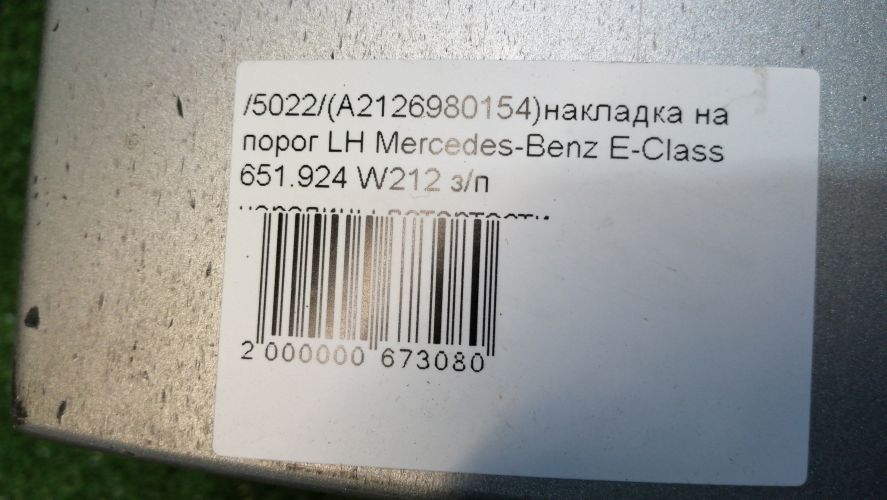 /5022/(A2126980154)накладка на
порог LH Mercedes-Benz E-Class
651.924 W212 з/п
2 000000 673080